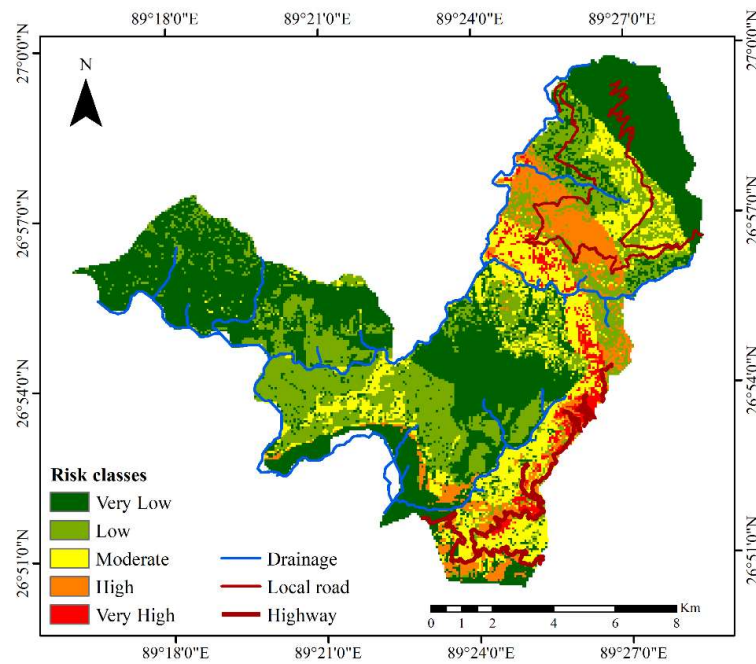 89°18'0"E 89°21'0"E 89°24'0"E 89°27'0"E
27°0'0"N
27°0'0"N
N
26°57'0"N
26°57'0"N
26°54'0"N
26°54'0"N
26°51'0"N
26°51'0"N
Risk classes
Very Low
Low
Moderate
High
Very High
Drainage
Local road
Highway
Km
0 1 2 4 6 8
89°18'0"E 89°21'0"E 89°24'0"E 89°27'0"E